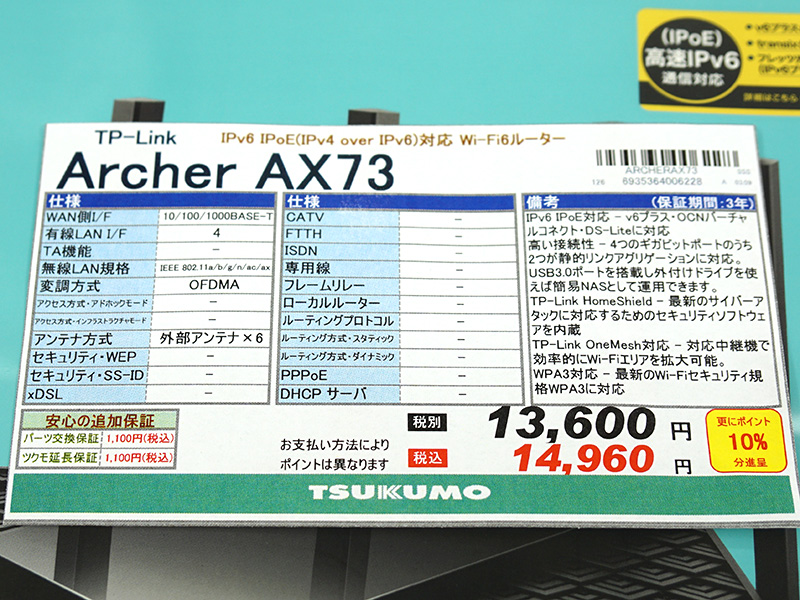 (IPoE)
高速IPv6
通信対応
v6プラス
transix
詳細はこちら
TP-Link IPv6 IPoE(IPv4 over IPv6)対応 Wi-Fi6ルーター
Archer AX73
ARCHERAX73
6935364006228
仕様
WAN側I/F 10/100/1000BASE-T
有線LAN I/F 4
TA機能 −
無線LAN規格 IEEE 802.11a/b/g/n/ac/ax
変調方式 OFDMA
アクセス方式・アドホックモード −
アクセス方式・インフラストラクチャモード −
アンテナ方式 外部アンテナ×6
セキュリティ・WEP −
セキュリティ・SS-ID −
xDSL −
仕様
CATV −
FTTH −
ISDN −
専用線 −
フレームリレー −
ローカルルーター −
ルーティングプロトコル −
ルーティング方式・スタティック −
ルーティング方式・ダイナミック −
PPPoE −
DHCP サーバ −
備考 (保証期間:3年)
IPv6 IPoE対応 − v6プラス・OCNバーチャ
ルコネクト・DS-Liteに対応
高い接続性 − 4つのギガビットポートのうち
2つが静的リンクアグリゲーションに対応。
USB3.0ポートを搭載し外付けドライブを使
えば簡易NASとして運用できます。
TP-Link HomeShield − 最新のサイバーア
タックに対応するためのセキュリティソフトウェ
アを内蔵
TP-Link OneMesh対応 − 対応中継機で
効率的にWi-Fiエリアを拡大可能。
WPA3対応 − 最新のWi-Fiセキュリティ規
格WPA3に対応
安心の追加保証
パーツ交換保証 1,100円(税込)
ツクモ延長保証 1,100円(税込)
お支払い方法により
ポイントは異なります
税別 13,600 円
税込 14,960 円
更にポイント
10%
分進呈
TSUKUMO